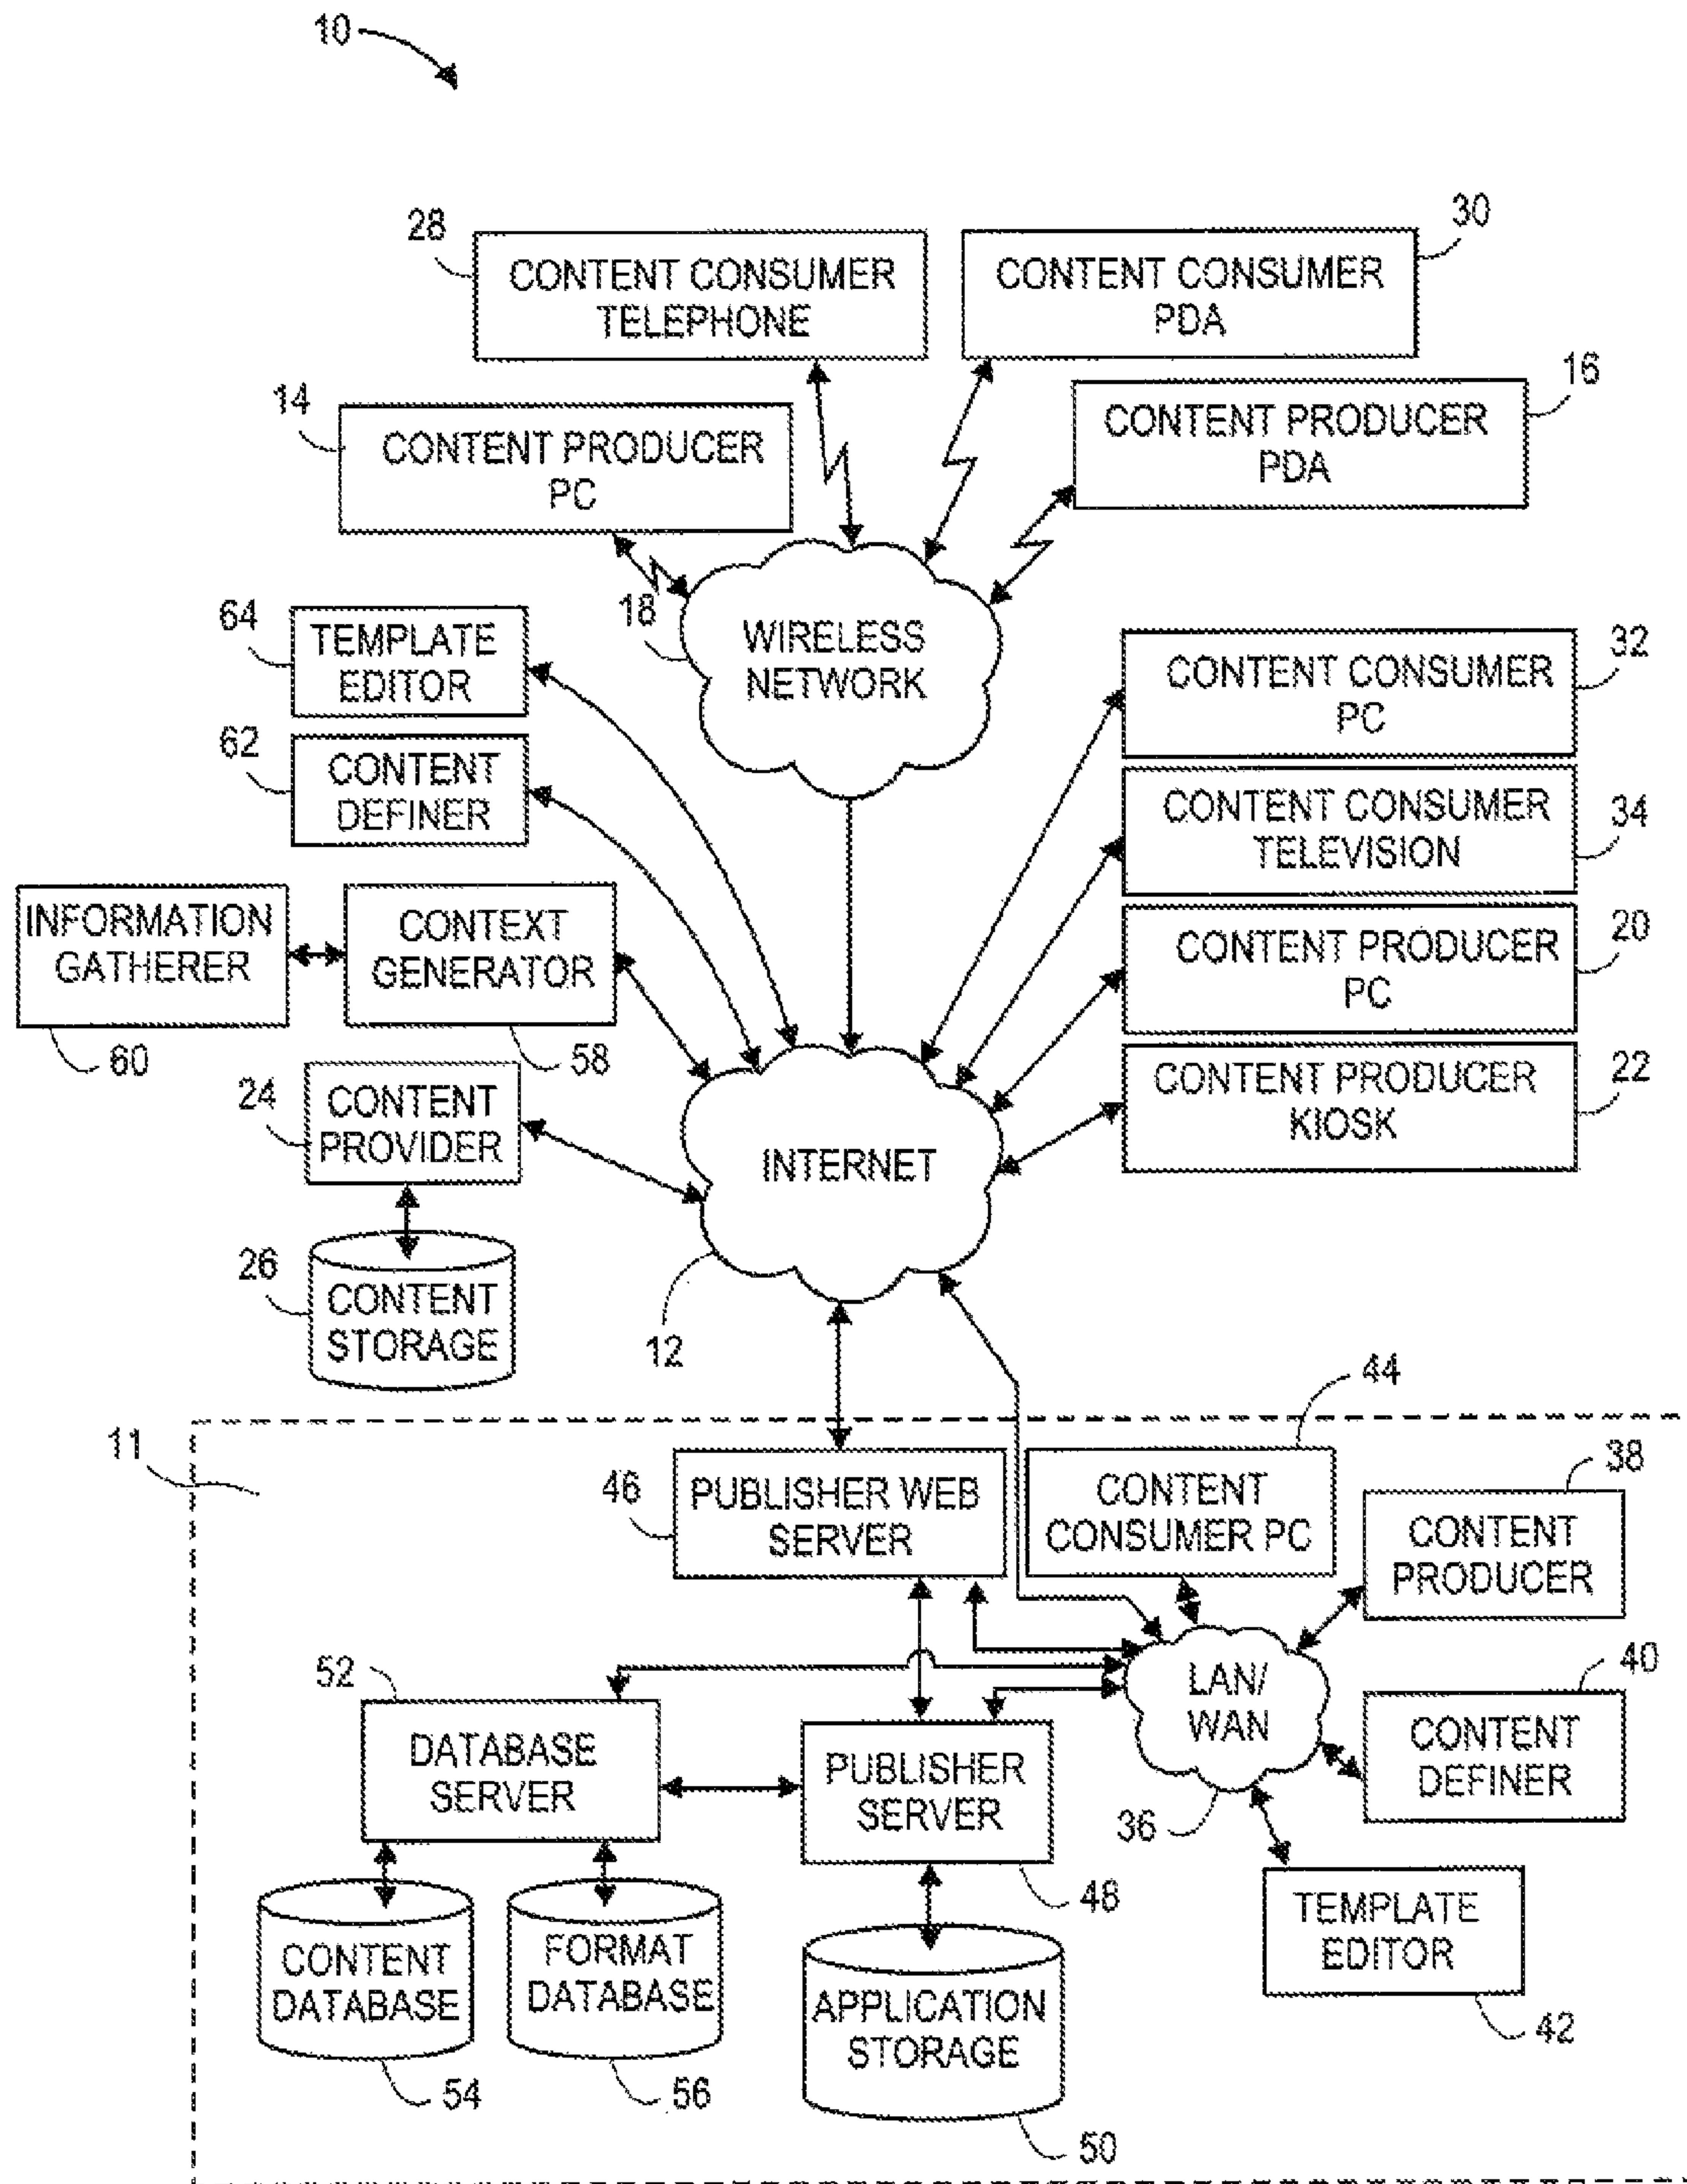 10
28
CONTENT CONSUMER
TELEPHONE
30
CONTENT CONSUMER
PDA
14
CONTENT PRODUCER
PC
16
CONTENT PRODUCER
PDA
18
WIRELESS
NETWORK
64
TEMPLATE
EDITOR
62
CONTENT
DEFINER
32
CONTENT CONSUMER
PC
34
CONTENT CONSUMER
TELEVISION
INFORMATION
GATHERER
60
CONTEXT
GENERATOR
58
20
CONTENT PRODUCER
PC
22
CONTENT PRODUCER
KIOSK
24
CONTENT
PROVIDER
INTERNET
12
26
CONTENT
STORAGE
11
46
PUBLISHER WEB
SERVER
44
CONTENT
CONSUMER PC
38
CONTENT
PRODUCER
52
DATABASE
SERVER
PUBLISHER
SERVER
48
LAN/
WAN
36
40
CONTENT
DEFINER
CONTENT
DATABASE
54
FORMAT
DATABASE
56
APPLICATION
STORAGE
50
TEMPLATE
EDITOR
42